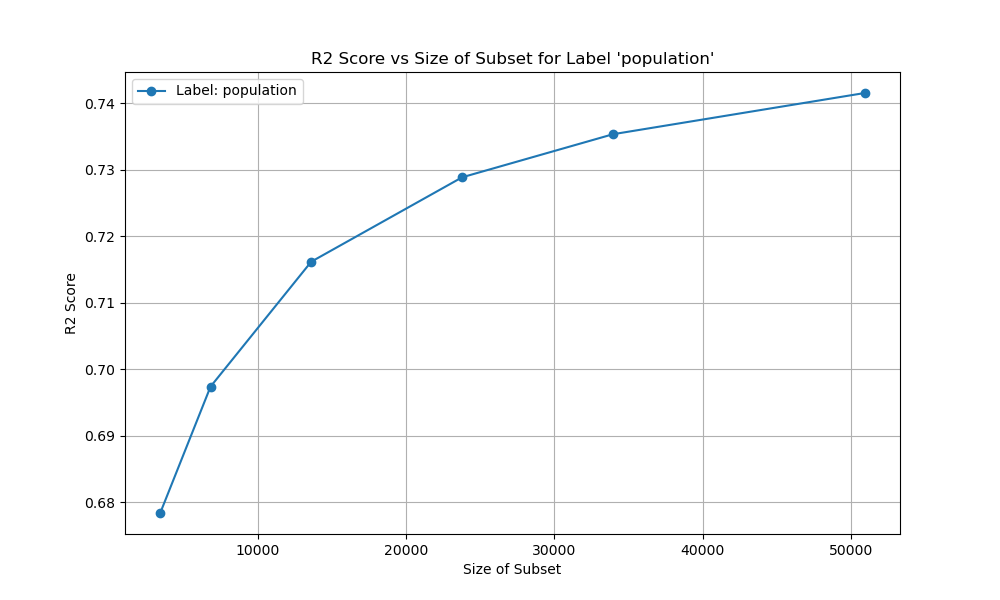 R2 Score vs Size of Subset for Label 'population'
Label: population
0.74
0.73
0.72
0.71
0.70
0.69
0.68
R2 Score
10000 20000 30000 40000 50000
Size of Subset